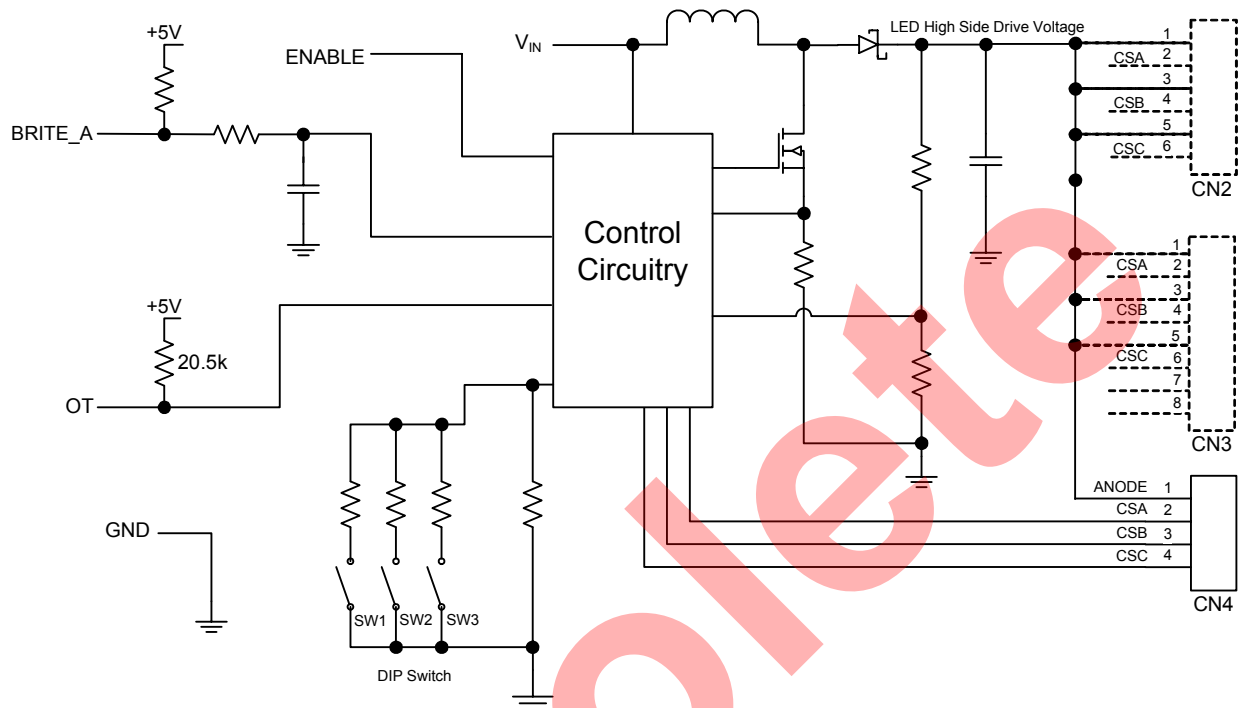 +5V
ENABLE
VIN
LED High Side Drive Voltage
1
CSA 2
3
CSB 4
5
CSC 6
CN2
BRITE_A
Control
Circuitry
1
CSA 2
3
CSB 4
5
CSC 6
7
8
CN3
+5V
20.5k
OT
ANODE 1
CSA 2
CSB 3
CSC 4
CN4
GND
SW1 SW2 SW3
DIP Switch
olete